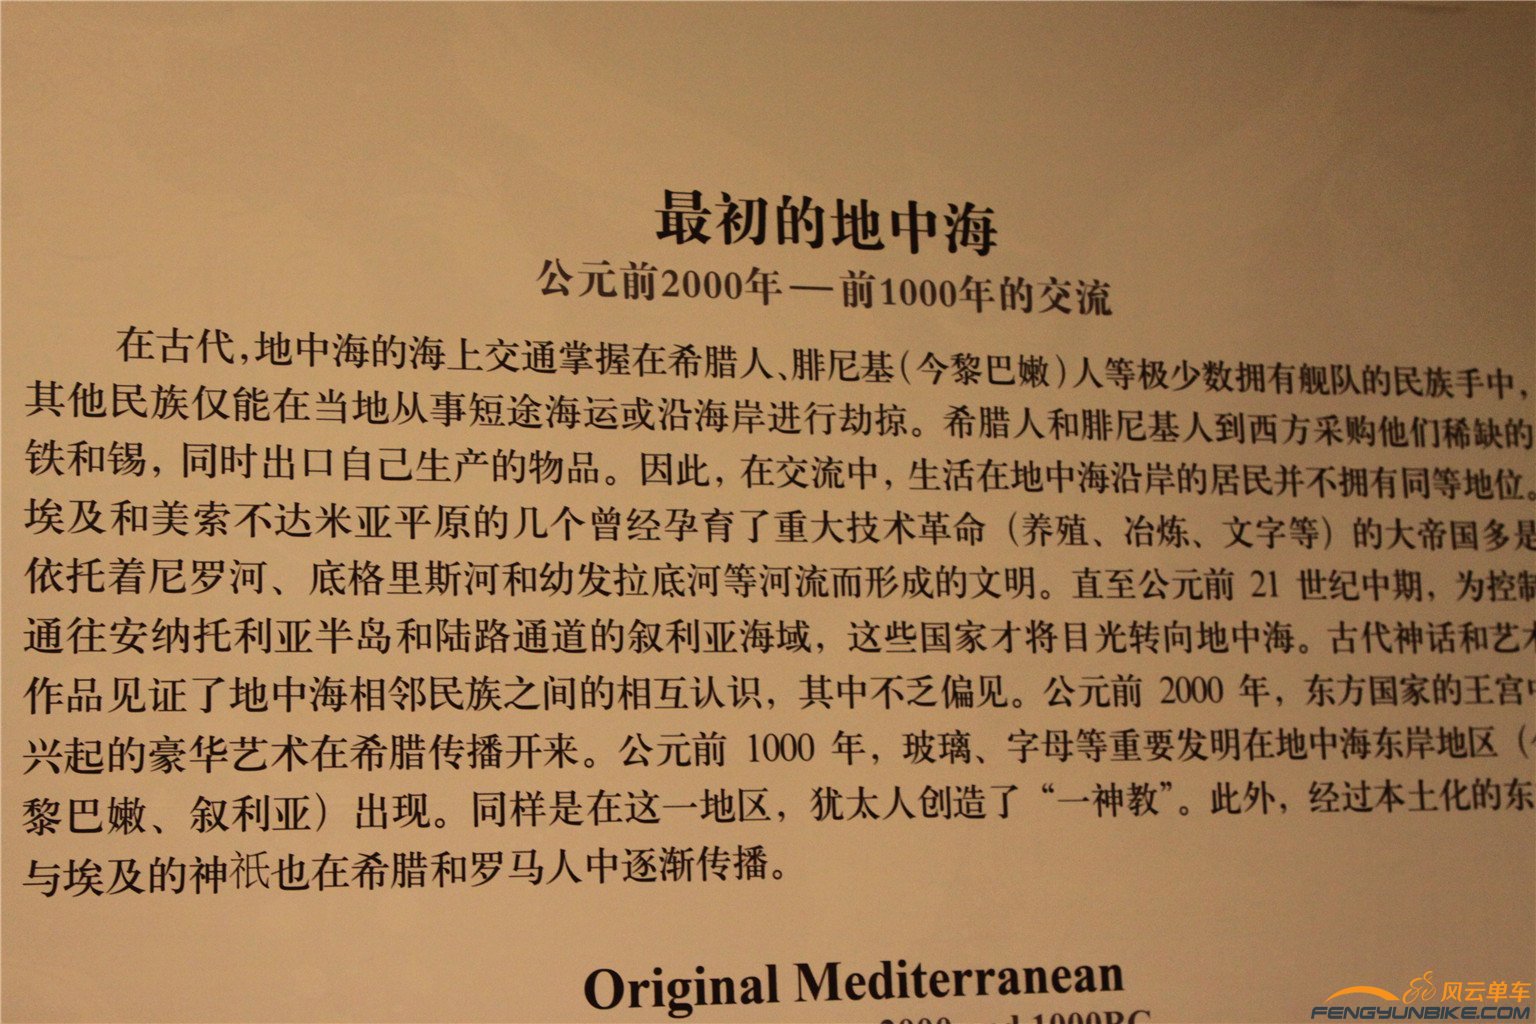 最初的地中海
公元前2000年—前1000年的交流
在古代,地中海的海上交通掌握在希腊人、腓尼基(今黎巴嫩)人等极少数拥有舰队的民族手中，
其他民族仅能在当地从事短途海运或沿海岸进行劫掠。希腊人和腓尼基人到西方采购他们稀缺的
铁和锡，同时出口自己生产的物品。因此，在交流中，生活在地中海沿岸的居民并不拥有同等地位。
埃及和美索不达米亚平原的几个曾经孕育了重大技术革命（养殖、冶炼、文字等）的大帝国多是
依托着尼罗河、底格里斯河和幼发拉底河等河流而形成的文明。直至公元前 21 世纪中期，为控制
通往安纳托利亚半岛和陆路通道的叙利亚海域，这些国家才将目光转向地中海。古代神话和艺术
作品见证了地中海相邻民族之间的相互认识，其中不乏偏见。公元前 2000 年，东方国家的王宫中
兴起的豪华艺术在希腊传播开来。公元前 1000 年，玻璃、字母等重要发明在地中海东岸地区（
黎巴嫩、叙利亚）出现。同样是在这一地区，犹太人创造了“一神教”。此外，经过本土化的东
与埃及的神祇也在希腊和罗马人中逐渐传播。
Original Mediterranean
2000 and 1000BC
风云单车
FENGYUNBIKE.COM